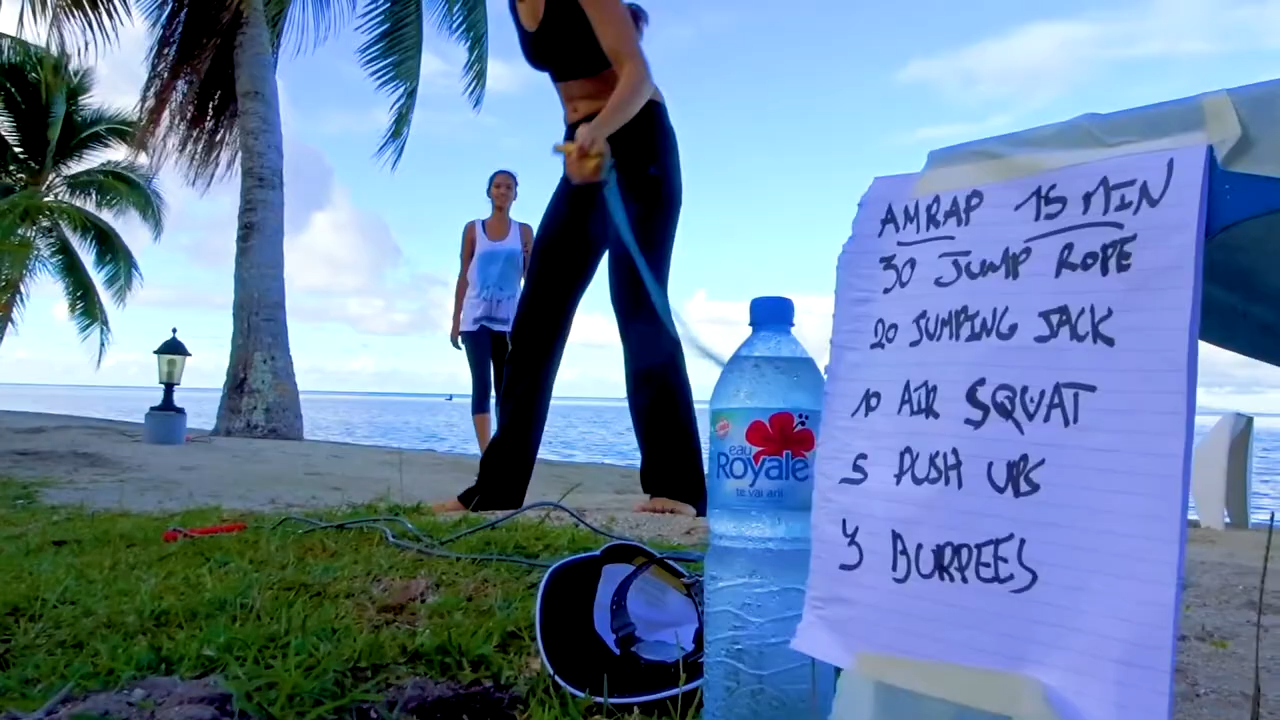 AMRAP 15 MIN
30 JUMP ROPE
20 JUMPING JACK
10 AIR SQUAT
5 PUSH UPS
3 BURPEES
eau
Royale
te vai ari